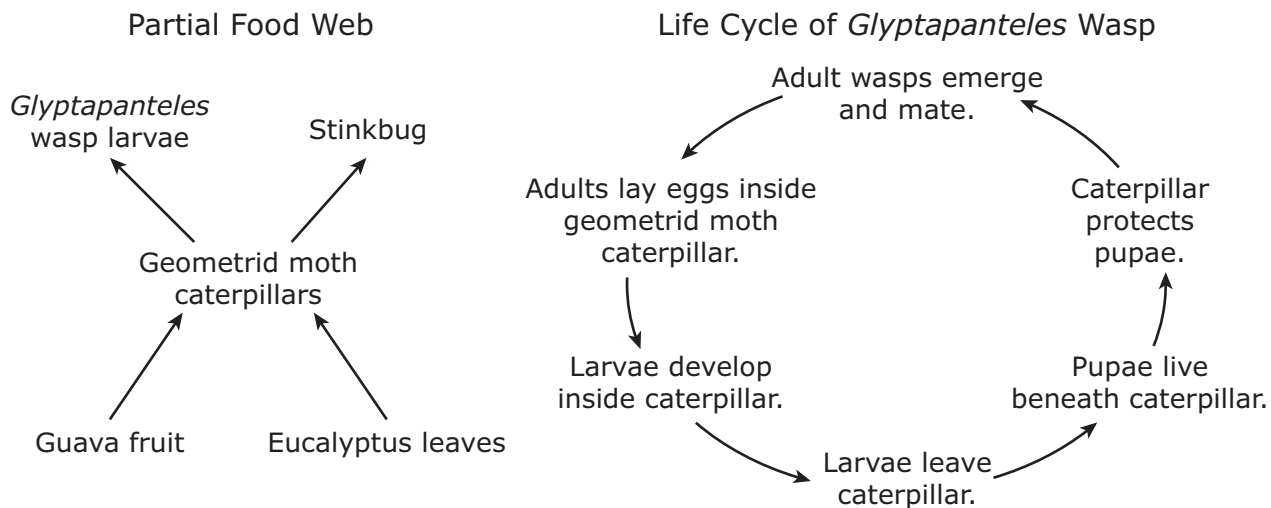 Partial Food Web
Glyptapanteles
wasp larvae
Stinkbug
Geometrid moth
caterpillars
Guava fruit
Eucalyptus leaves
Life Cycle of Glyptapanteles Wasp
Adult wasps emerge
and mate.
Adults lay eggs inside
geometrid moth
caterpillar.
Larvae develop
inside caterpillar.
Larvae leave
caterpillar.
Pupae live
beneath caterpillar.
Caterpillar
protects
pupae.